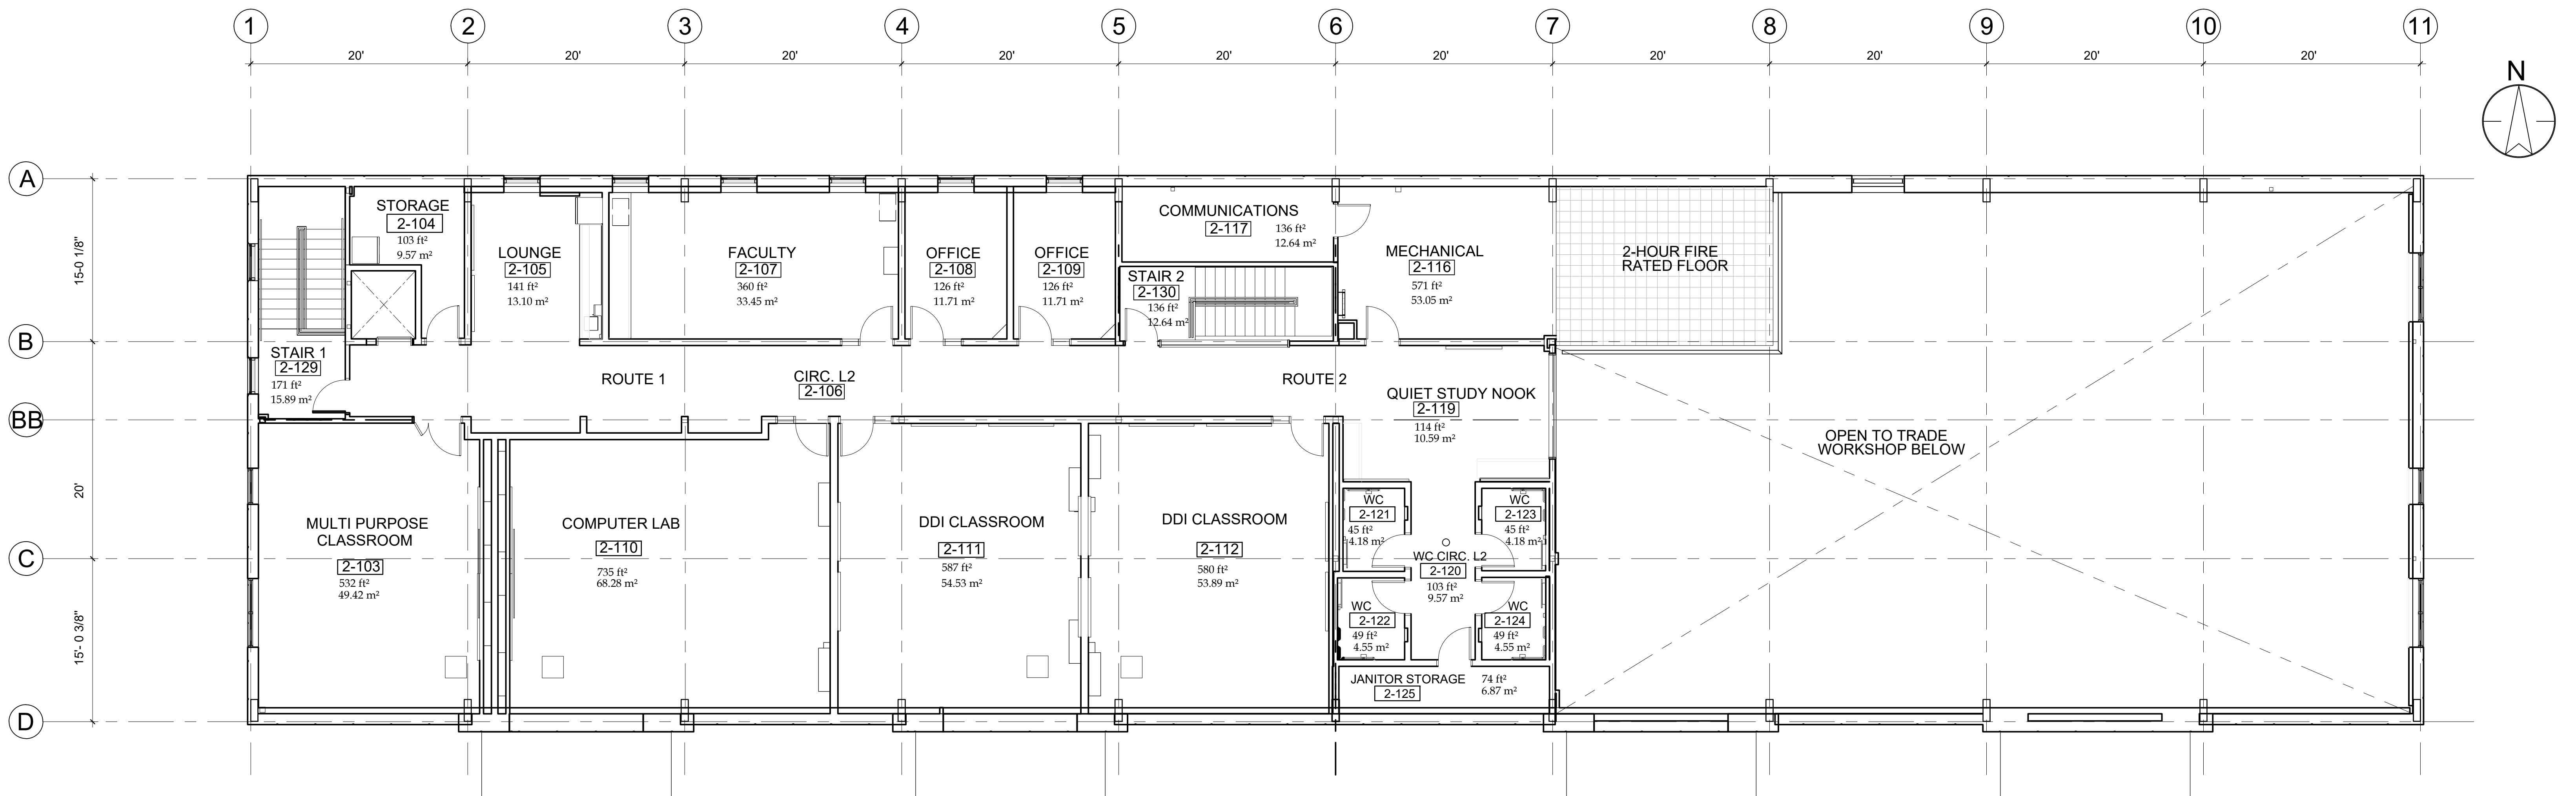 1 2 3 4 5 6 7 8 9 10 11
20' 20' 20' 20' 20' 20' 20' 20' 20' 20'
N
A
B
BB
C
D
15-0 1/8"
20'
15'- 0 3/8"
STORAGE
2-104
103 ft²
9.57 m²
LOUNGE
2-105
141 ft²
13.10 m²
FACULTY
2-107
360 ft²
33.45 m²
OFFICE
2-108
126 ft²
11.71 m²
OFFICE
2-109
126 ft²
11.71 m²
COMMUNICATIONS
2-117
136 ft²
12.64 m²
STAIR 2
2-130
136 ft²
12.64 m²
MECHANICAL
2-116
571 ft²
53.05 m²
2-HOUR FIRE
RATED FLOOR
STAIR 1
2-129
171 ft²
15.89 m²
ROUTE 1
CIRC. L2
2-106
ROUTE 2
QUIET STUDY NOOK
2-119
114 ft²
10.59 m²
OPEN TO TRADE
WORKSHOP BELOW
MULTI PURPOSE
CLASSROOM
2-103
532 ft²
49.42 m²
COMPUTER LAB
2-110
735 ft²
68.28 m²
DDI CLASSROOM
2-111
587 ft²
54.53 m²
DDI CLASSROOM
2-112
580 ft²
53.89 m²
WC
2-121
45 ft²
4.18 m²
WC
2-123
45 ft²
4.18 m²
WC CIRC. L2
2-120
103 ft²
9.57 m²
WC
2-122
49 ft²
4.55 m²
WC
2-124
49 ft²
4.55 m²
JANITOR STORAGE
2-125
74 ft²
6.87 m²